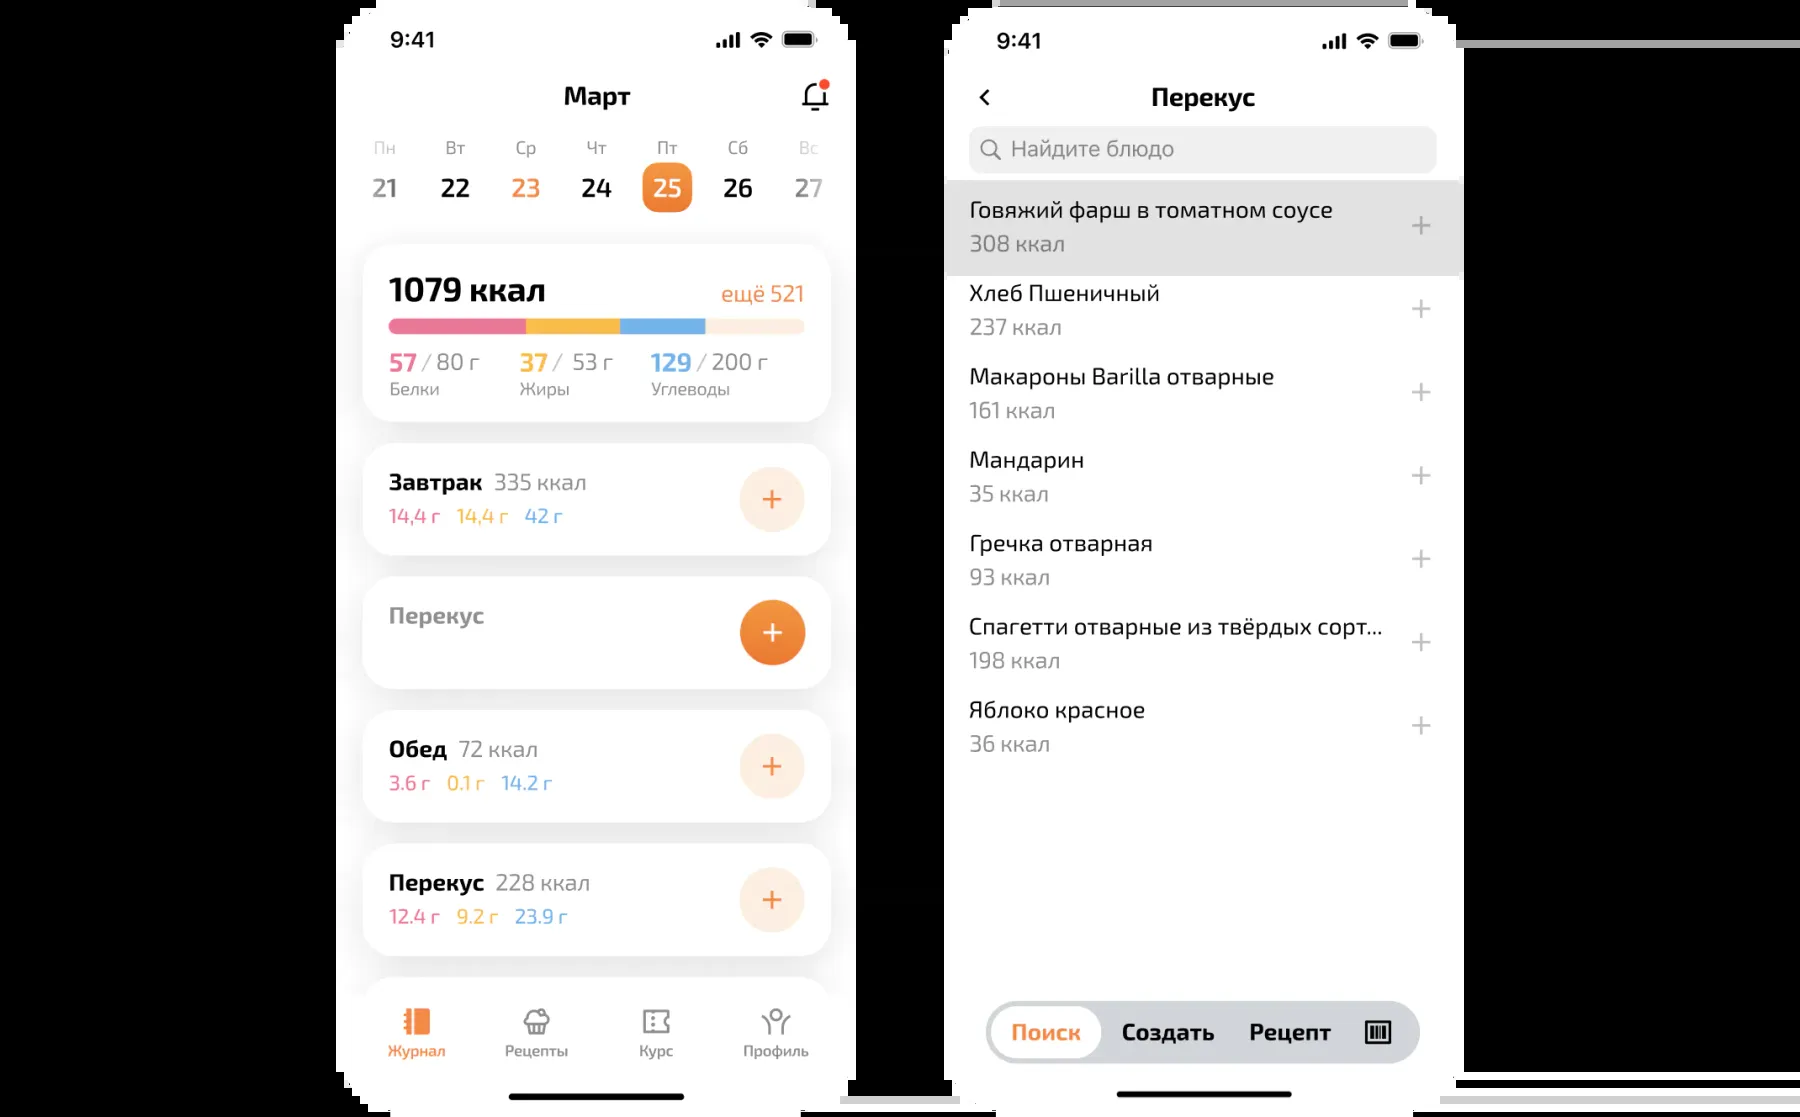 9:41
Март
Пн Вт Ср Чт Пт Сб Вс
21 22 23 24 25 26 27
1079 ккал ещё 521
57 / 80 г 37 / 53 г 129 / 200 г
Белки Жиры Углеводы
Завтрак 335 ккал
14,4 г 14,4 г 42 г
Перекус
Обед 72 ккал
3.6 г 0.1 г 14.2 г
Перекус 228 ккал
12.4 г 9.2 г 23.9 г
Журнал Рецепты Курс Профиль
9:41
Перекус
Найдите блюдо
Говяжий фарш в томатном соусе
308 ккал
Хлеб Пшеничный
237 ккал
Макароны Barilla отварные
161 ккал
Мандарин
35 ккал
Гречка отварная
93 ккал
Спагетти отварные из твёрдых сорт...
198 ккал
Яблоко красное
36 ккал
Поиск Создать Рецепт